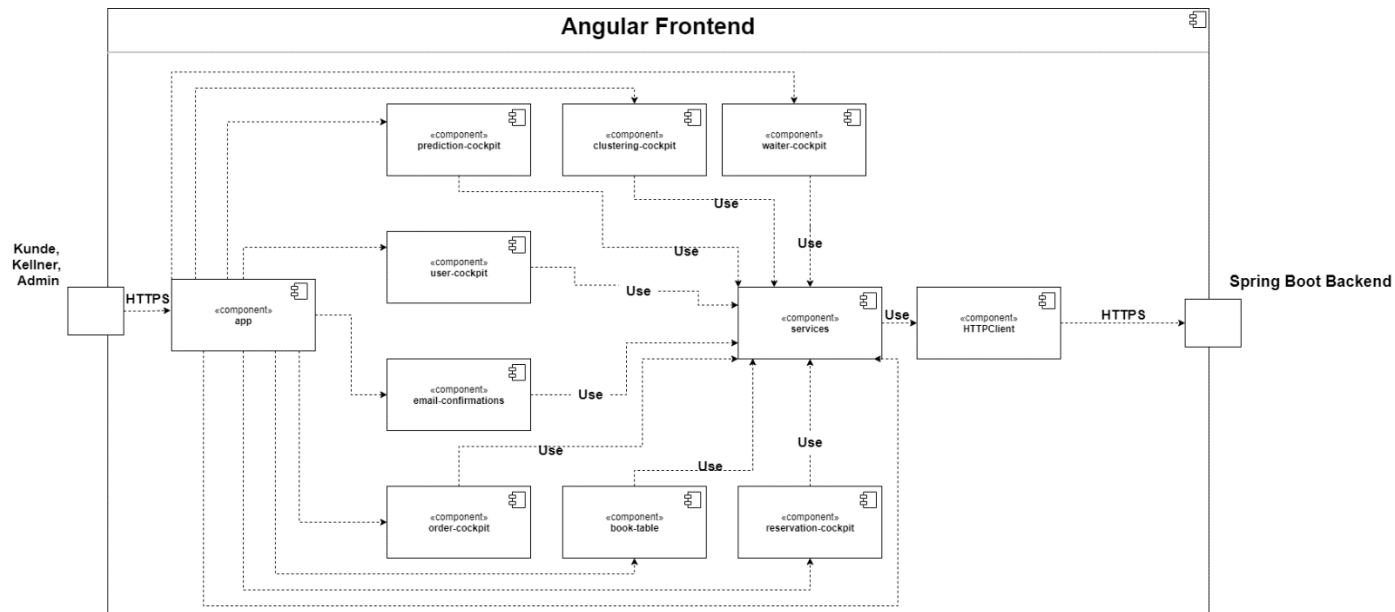 Angular Frontend
«component»
prediction-cockpit
«component»
clustering-cockpit
«component»
waiter-cockpit
Use
Use
Use
Kunde,
Kellner,
Admin
«component»
user-cockpit
Use
HTTPS
«component»
app
«component»
services
Use
«component»
HTTPClient
HTTPS
Spring Boot Backend
«component»
email-confirmations
Use
Use
Use
Use
«component»
order-cockpit
«component»
book-table
«component»
reservation-cockpit